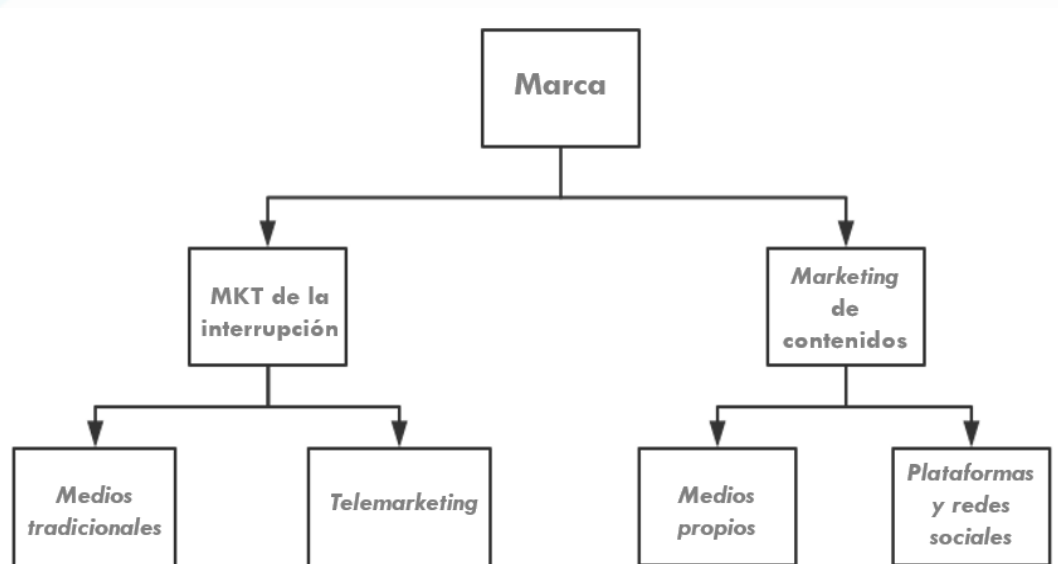 Marca
MKT de la
interrupción
Marketing
de
contenidos
Medios
tradicionales
Telemarketing
Medios
propios
Plataformas
y redes
sociales